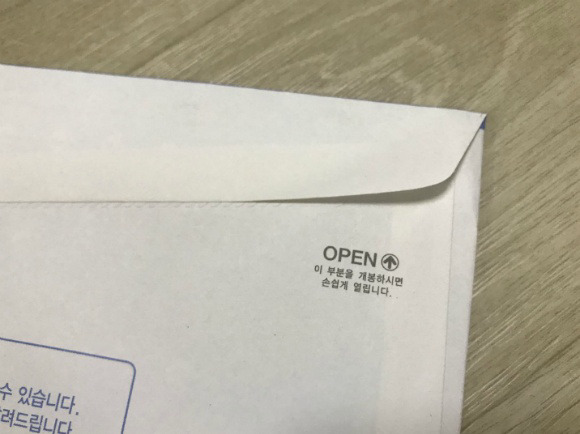 OPEN
이 부분을 개봉하시면
손쉽게 열립니다.
수 있습니다.
려드립니다